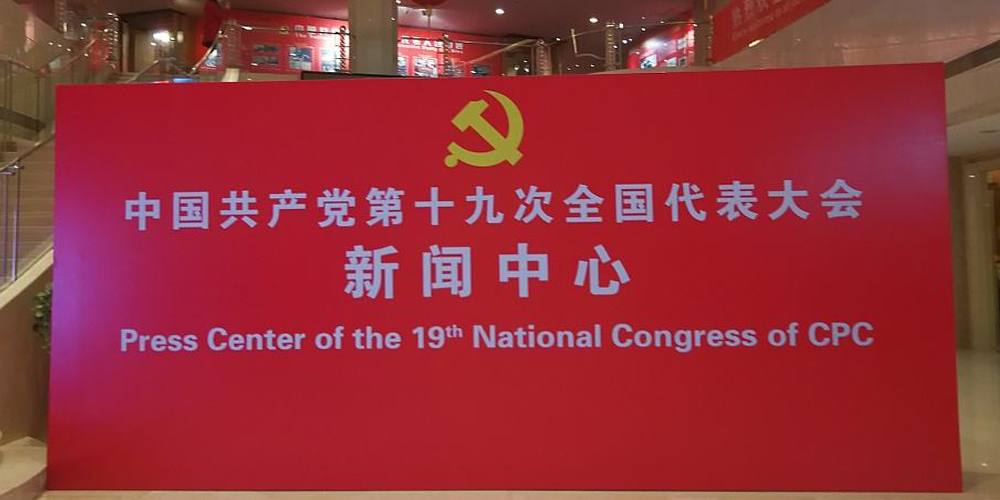 中国共产党第十九次全国代表大会
新闻中心
Press Center of the 19th National Congress of CPC